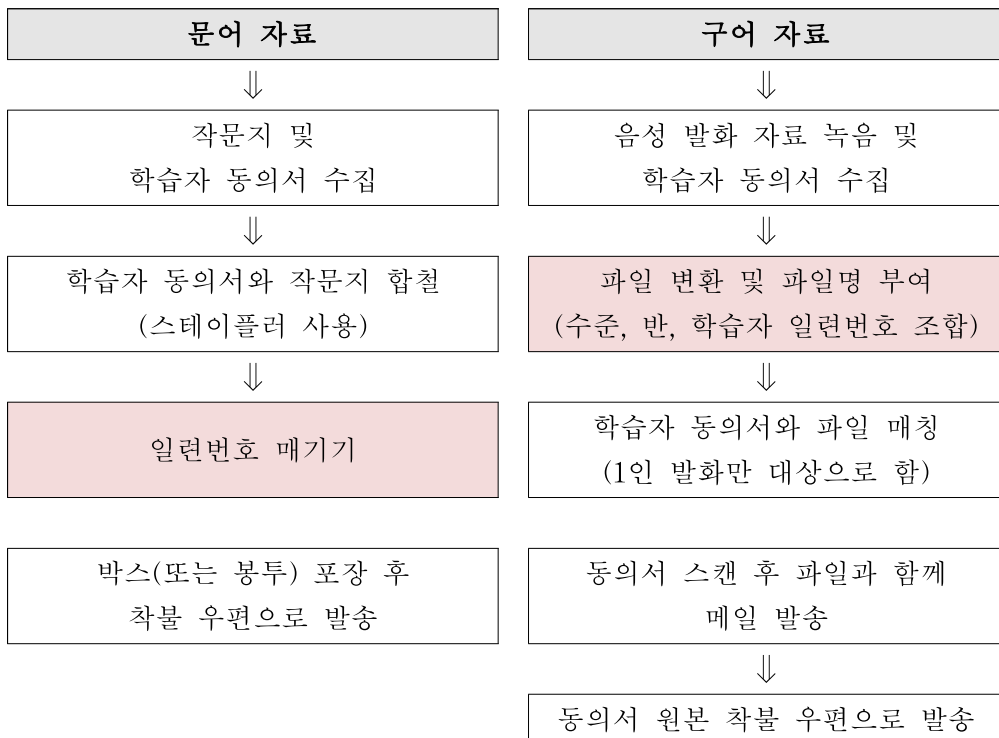 문어 자료
⇓
작문지 및
학습자 동의서 수집
⇓
학습자 동의서와 작문지 합철
(스테이플러 사용)
⇓
일련번호 매기기
박스(또는 봉투) 포장 후
착불 우편으로 발송
구어 자료
⇓
음성 발화 자료 녹음 및
학습자 동의서 수집
⇓
파일 변환 및 파일명 부여
(수준, 반, 학습자 일련번호 조합)
⇓
학습자 동의서와 파일 매칭
(1인 발화만 대상으로 함)
동의서 스캔 후 파일과 함께
메일 발송
⇓
동의서 원본 착불 우편으로 발송